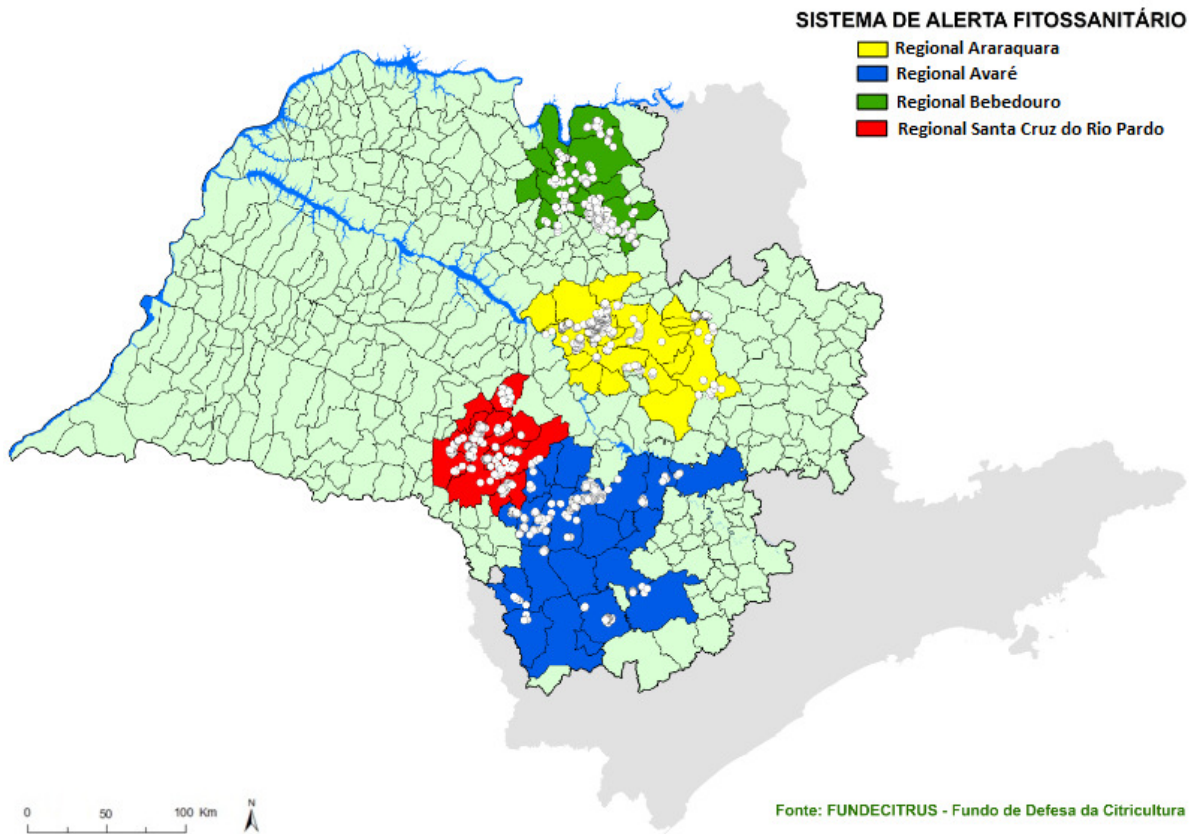 SISTEMA DE ALERTA FITOSSANITÁRIO
Regional Araraquara
Regional Avaré
Regional Bebedouro
Regional Santa Cruz do Rio Pardo
0 50 100 Km
N
Fonte: FUNDECITRUS - Fundo de Defesa da Citricultura